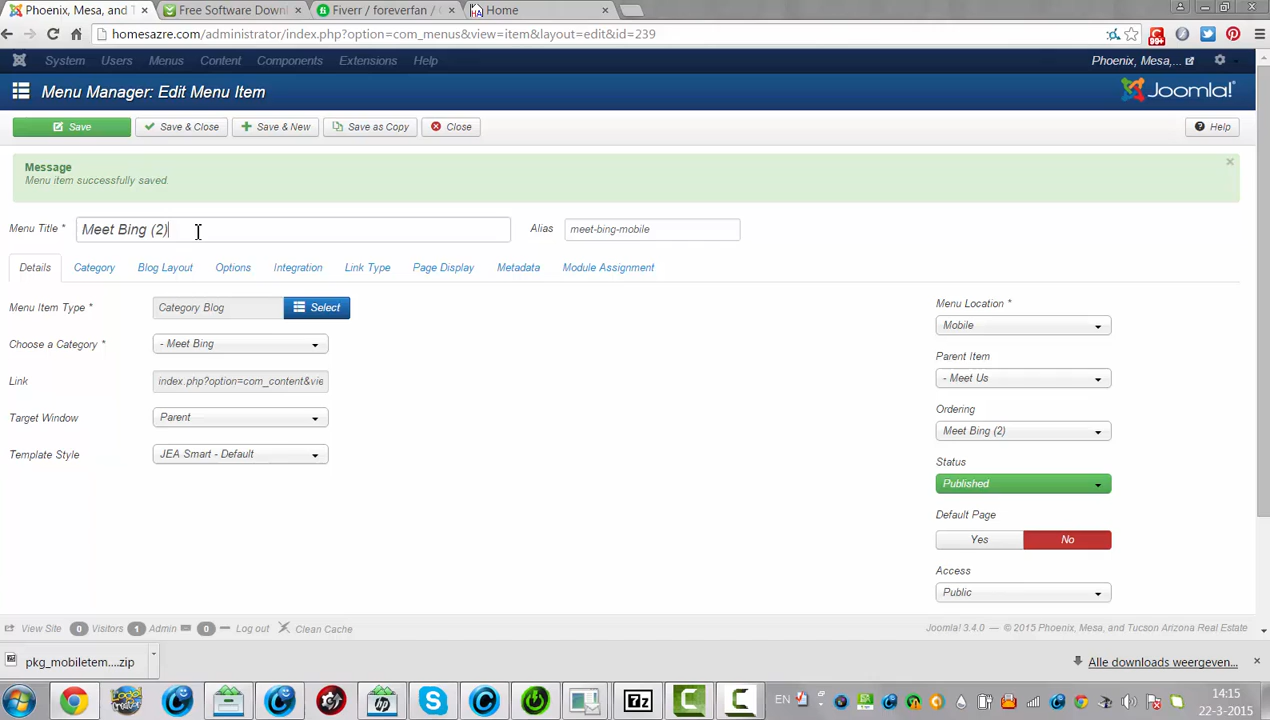 Phoenix, Mesa, and T
Free Software Downl
Fiverr / foreverfan / 
Home
homesazre.com/administrator/index.php?option=com_menus&view=item&layout=edit&id=239
99+
System Users Menus Content Components Extensions Help
Phoenix, Mesa,...
Menu Manager: Edit Menu Item
Joomla!
Save
Save & Close
Save & New
Save as Copy
Close
Help
Message
Menu item successfully saved.
Menu Title *
Meet Bing (2)
Alias
meet-bing-mobile
Details Category Blog Layout Options Integration Link Type Page Display Metadata Module Assignment
Menu Item Type *
Category Blog
Select
Menu Location *
Mobile
Choose a Category *
- Meet Bing
Parent Item
- Meet Us
Link
index.php?option=com_content&vie
Ordering
Meet Bing (2)
Target Window
Parent
Template Style
JEA Smart - Default
Status
Published
Default Page
Yes
No
Access
Public
View Site 0 Visitors 1 Admin 0 Log out Clean Cache
Joomla! 3.4.0 — © 2015 Phoenix, Mesa, and Tucson Arizona Real Estate
pkg_mobiletem....zip
Alle downloads weergeven...
EN
14:15
22-3-2015